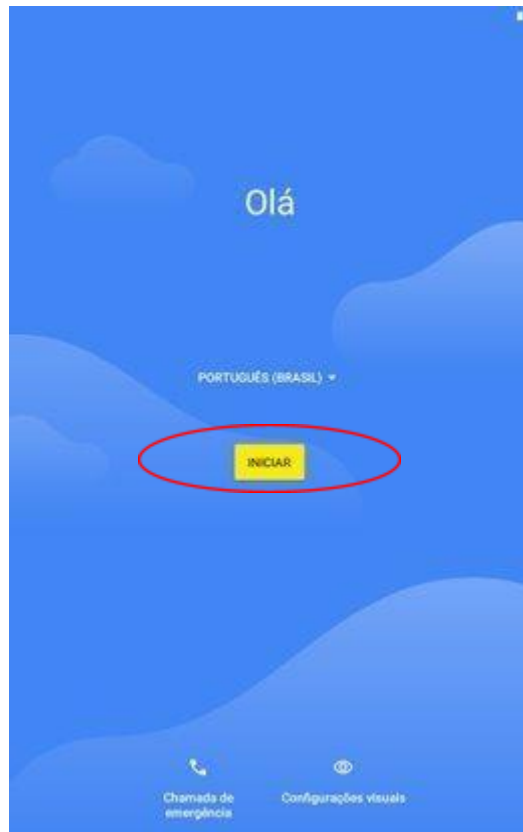 Olá
PORTUGUÊS (BRASIL)
INICIAR
Chamada de
emergência
Configurações visuais